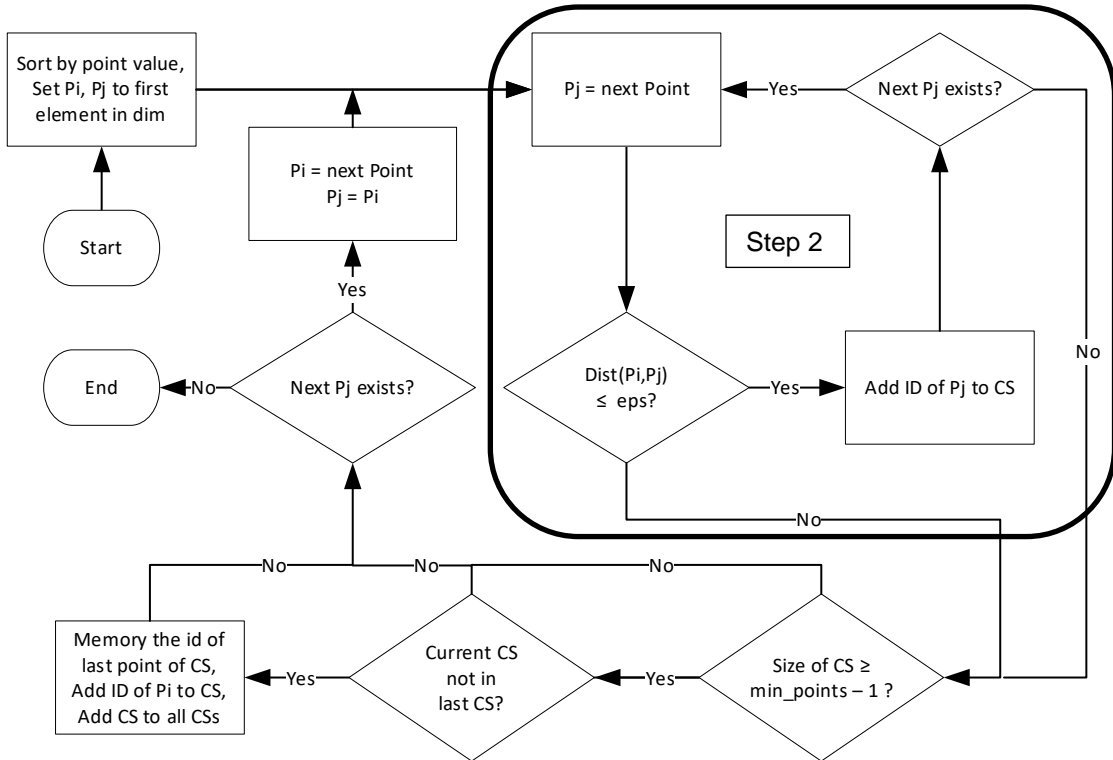 Sort by point value,
Set Pi, Pj to first
element in dim
Pj = next Point
Yes
Next Pj exists?
Pi = next Point
Pj = Pi
Start
Step 2
Yes
End
No
Next Pj exists?
Dist(Pi,Pj)
≤ eps?
Yes
Add ID of Pj to CS
No
No
No
No
No
Memory the id of
last point of CS,
Add ID of Pi to CS,
Add CS to all CSs
Yes
Current CS
not in
last CS?
Yes
Size of CS ≥
min_points – 1 ?